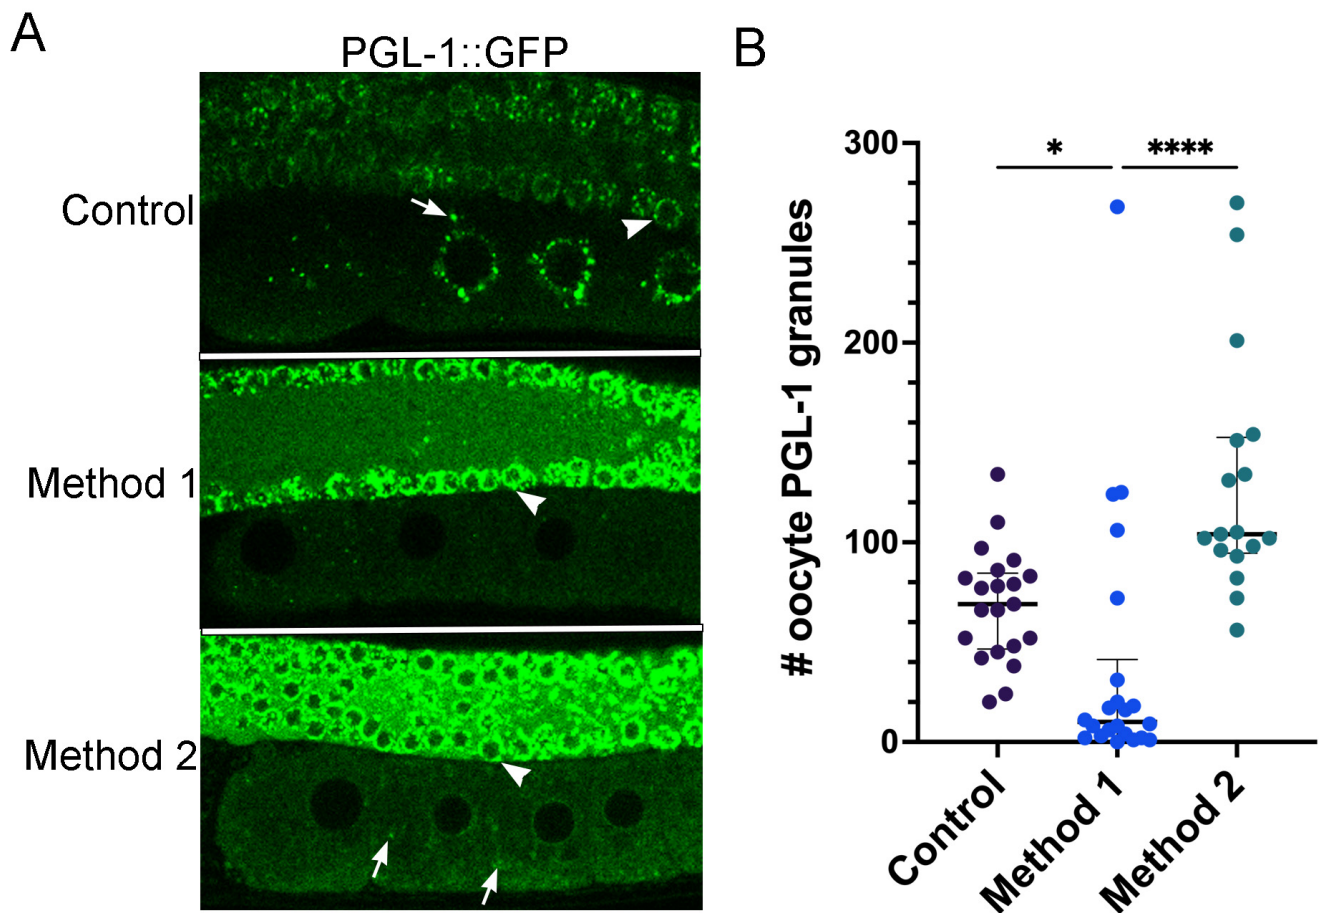 A
PGL-1::GFP
Control
Method 1
Method 2
B
# oocyte PGL-1 granules
300
200
100
0
*
****
Control
Method 1
Method 2